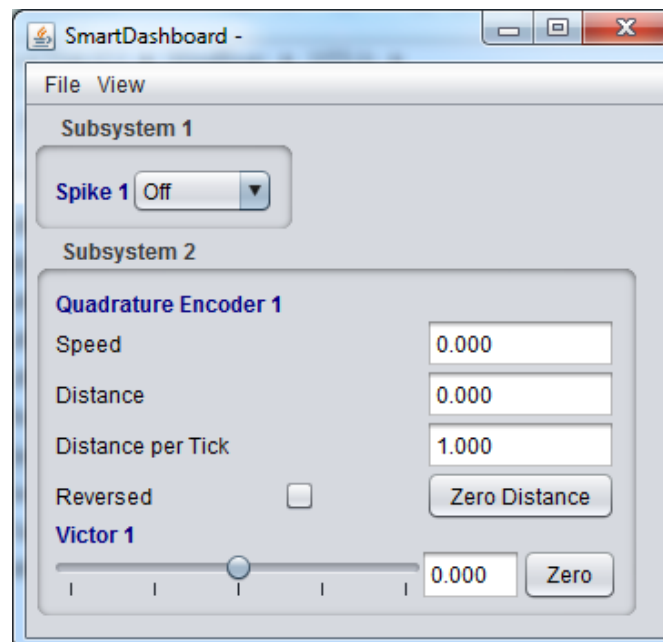 SmartDashboard -
File View
Subsystem 1
Spike 1 Off
Subsystem 2
Quadrature Encoder 1
Speed 0.000
Distance 0.000
Distance per Tick 1.000
Reversed Zero Distance
Victor 1
0.000 Zero